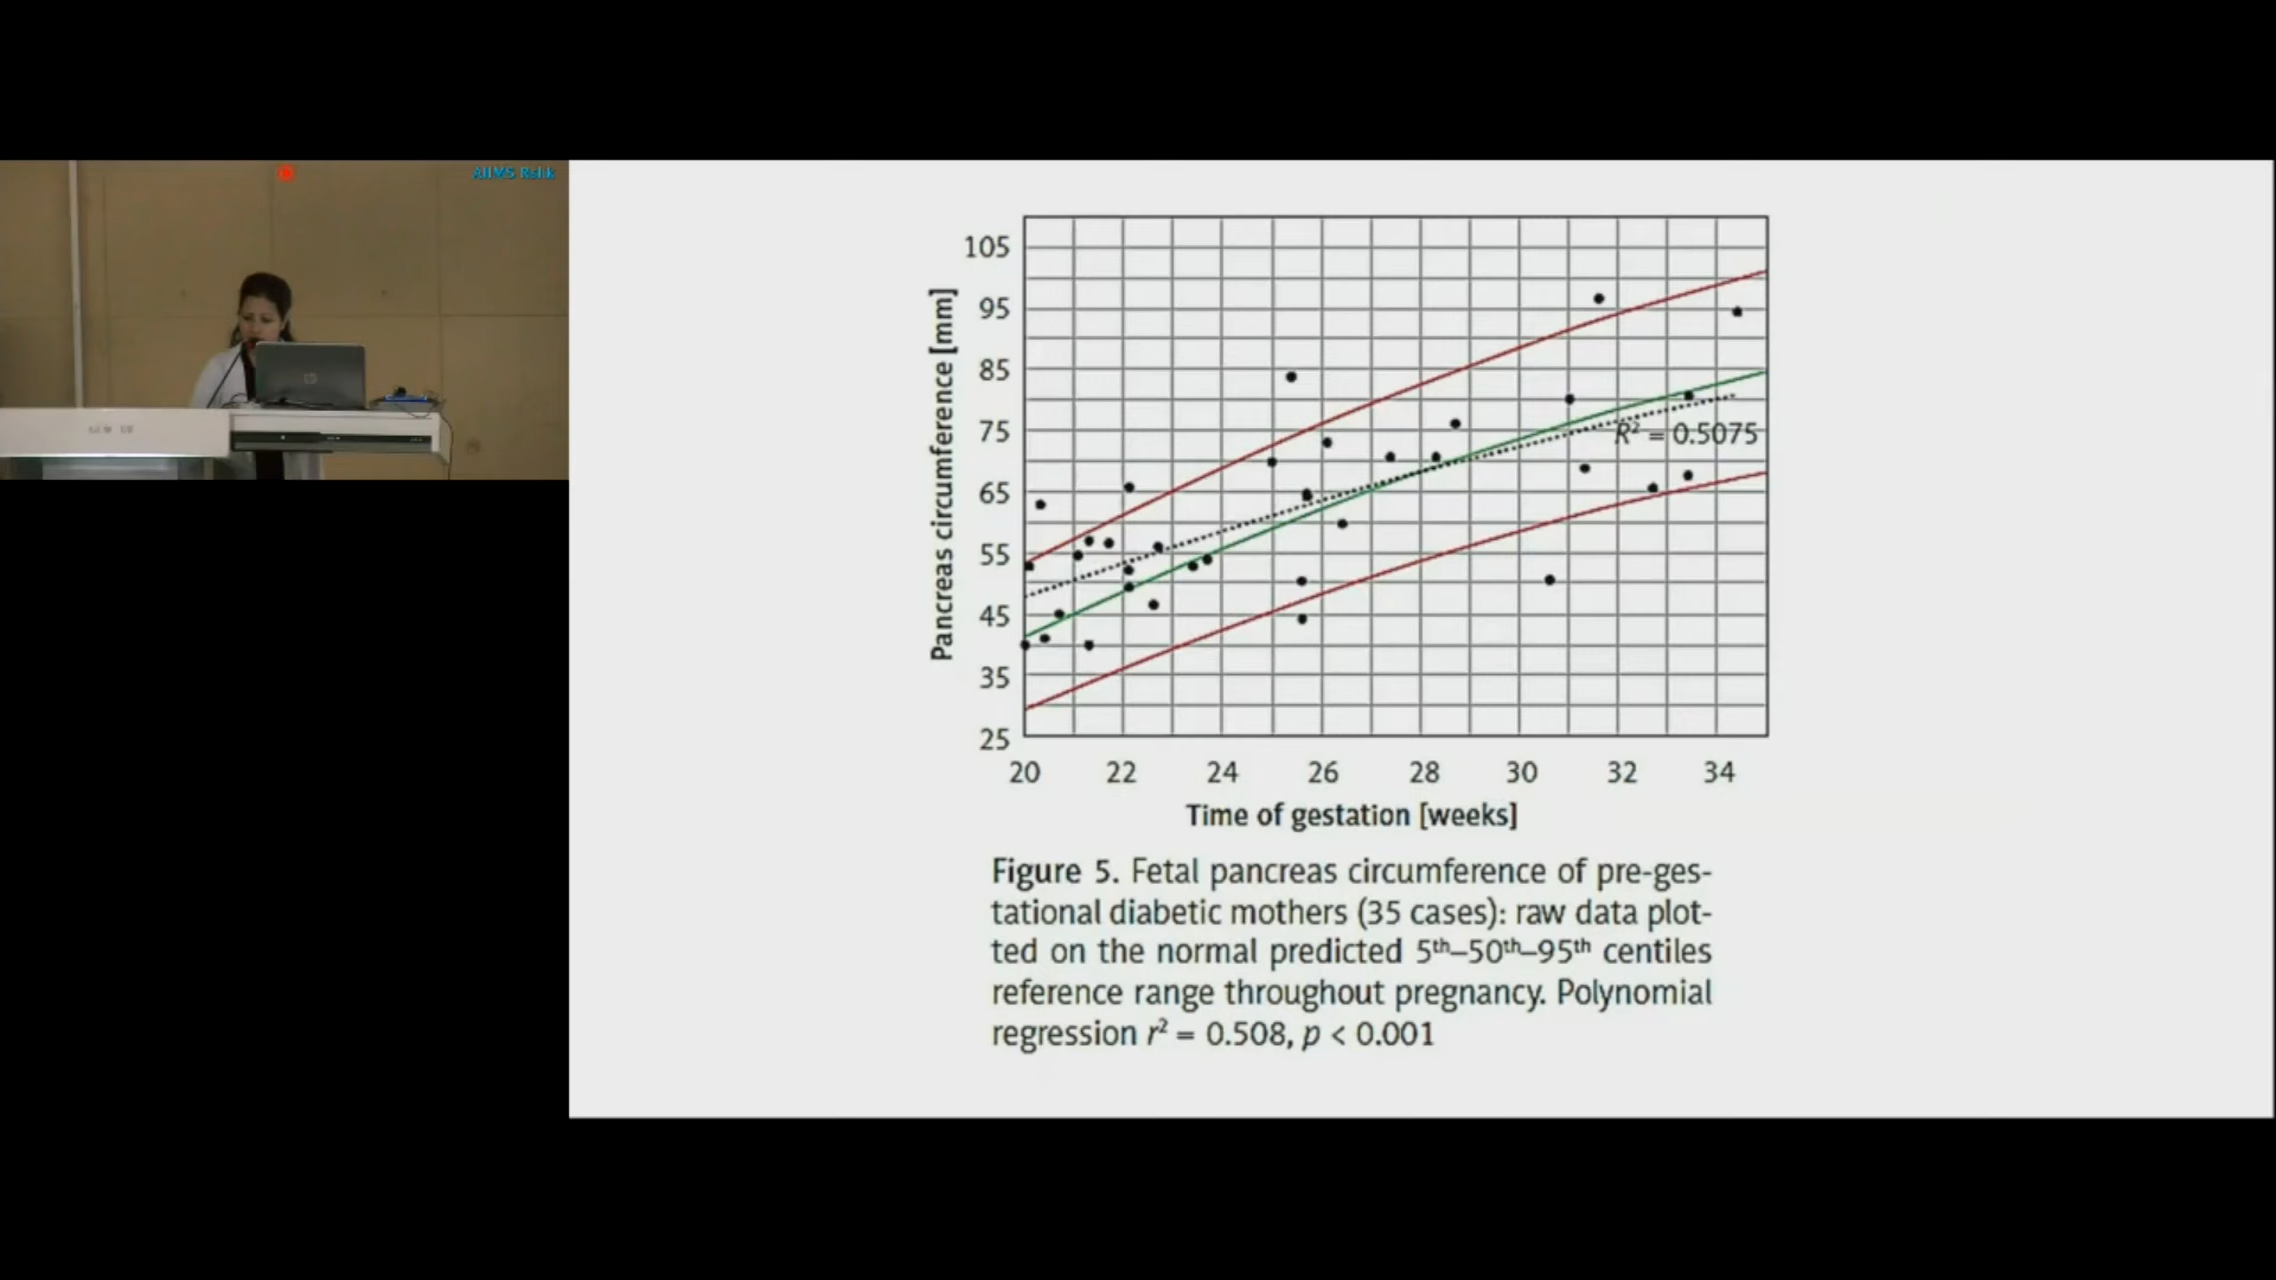 AIIMS Rsik
105
95
85
75
65
55
45
35
25
Pancreas circumference [mm]
R² = 0.5075
20 22 24 26 28 30 32 34
Time of gestation [weeks]
Figure 5. Fetal pancreas circumference of pre-ges-
tational diabetic mothers (35 cases): raw data plot-
ted on the normal predicted 5th–50th–95th centiles
reference range throughout pregnancy. Polynomial
regression r² = 0.508, p < 0.001